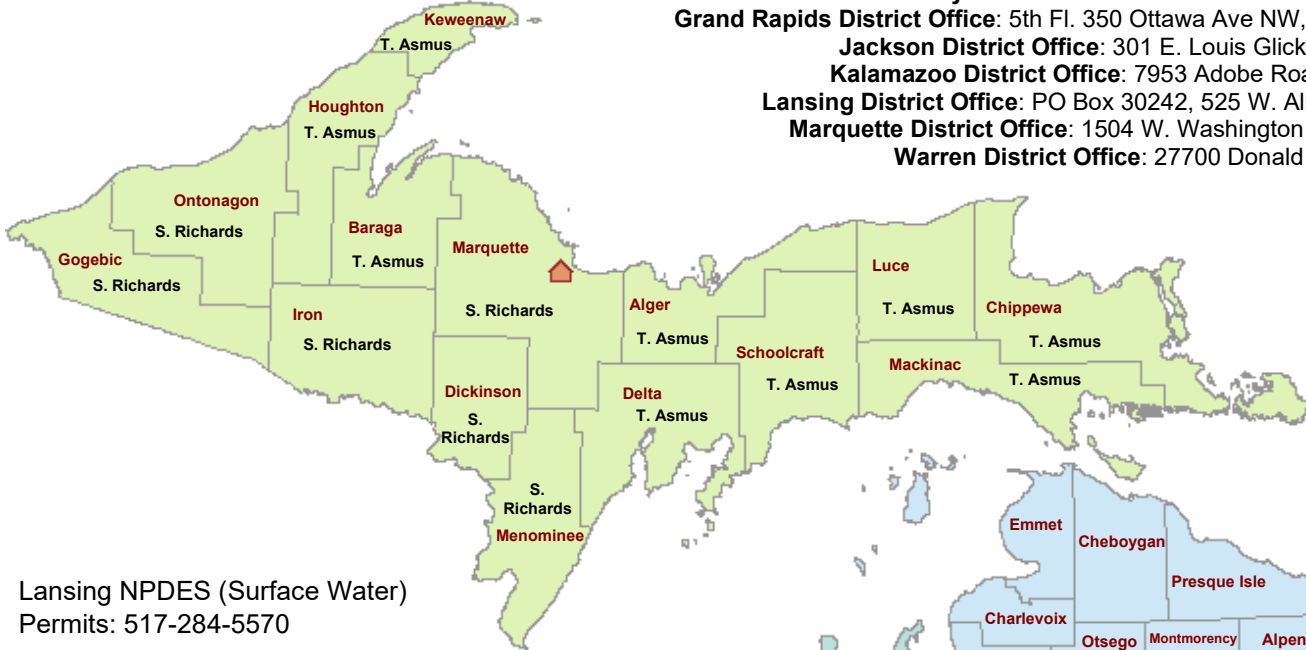 Grand Rapids District Office: 5th Fl. 350 Ottawa Ave NW,
Jackson District Office: 301 E. Louis Glick
Kalamazoo District Office: 7953 Adobe Roa
Lansing District Office: PO Box 30242, 525 W. Al
Marquette District Office: 1504 W. Washington
Warren District Office: 27700 Donald
Keweenaw
T. Asmus
Houghton
T. Asmus
Ontonagon
S. Richards
Gogebic
S. Richards
Baraga
T. Asmus
Marquette
S. Richards
Iron
S. Richards
Alger
T. Asmus
Luce
T. Asmus
Chippewa
T. Asmus
Schoolcraft
T. Asmus
Mackinac
T. Asmus
Dickinson
S.
Richards
Delta
T. Asmus
S.
Richards
Menominee
Emmet
Cheboygan
Presque Isle
Charlevoix
Otsego
Montmorency
Alpen
Lansing NPDES (Surface Water)
Permits: 517-284-5570